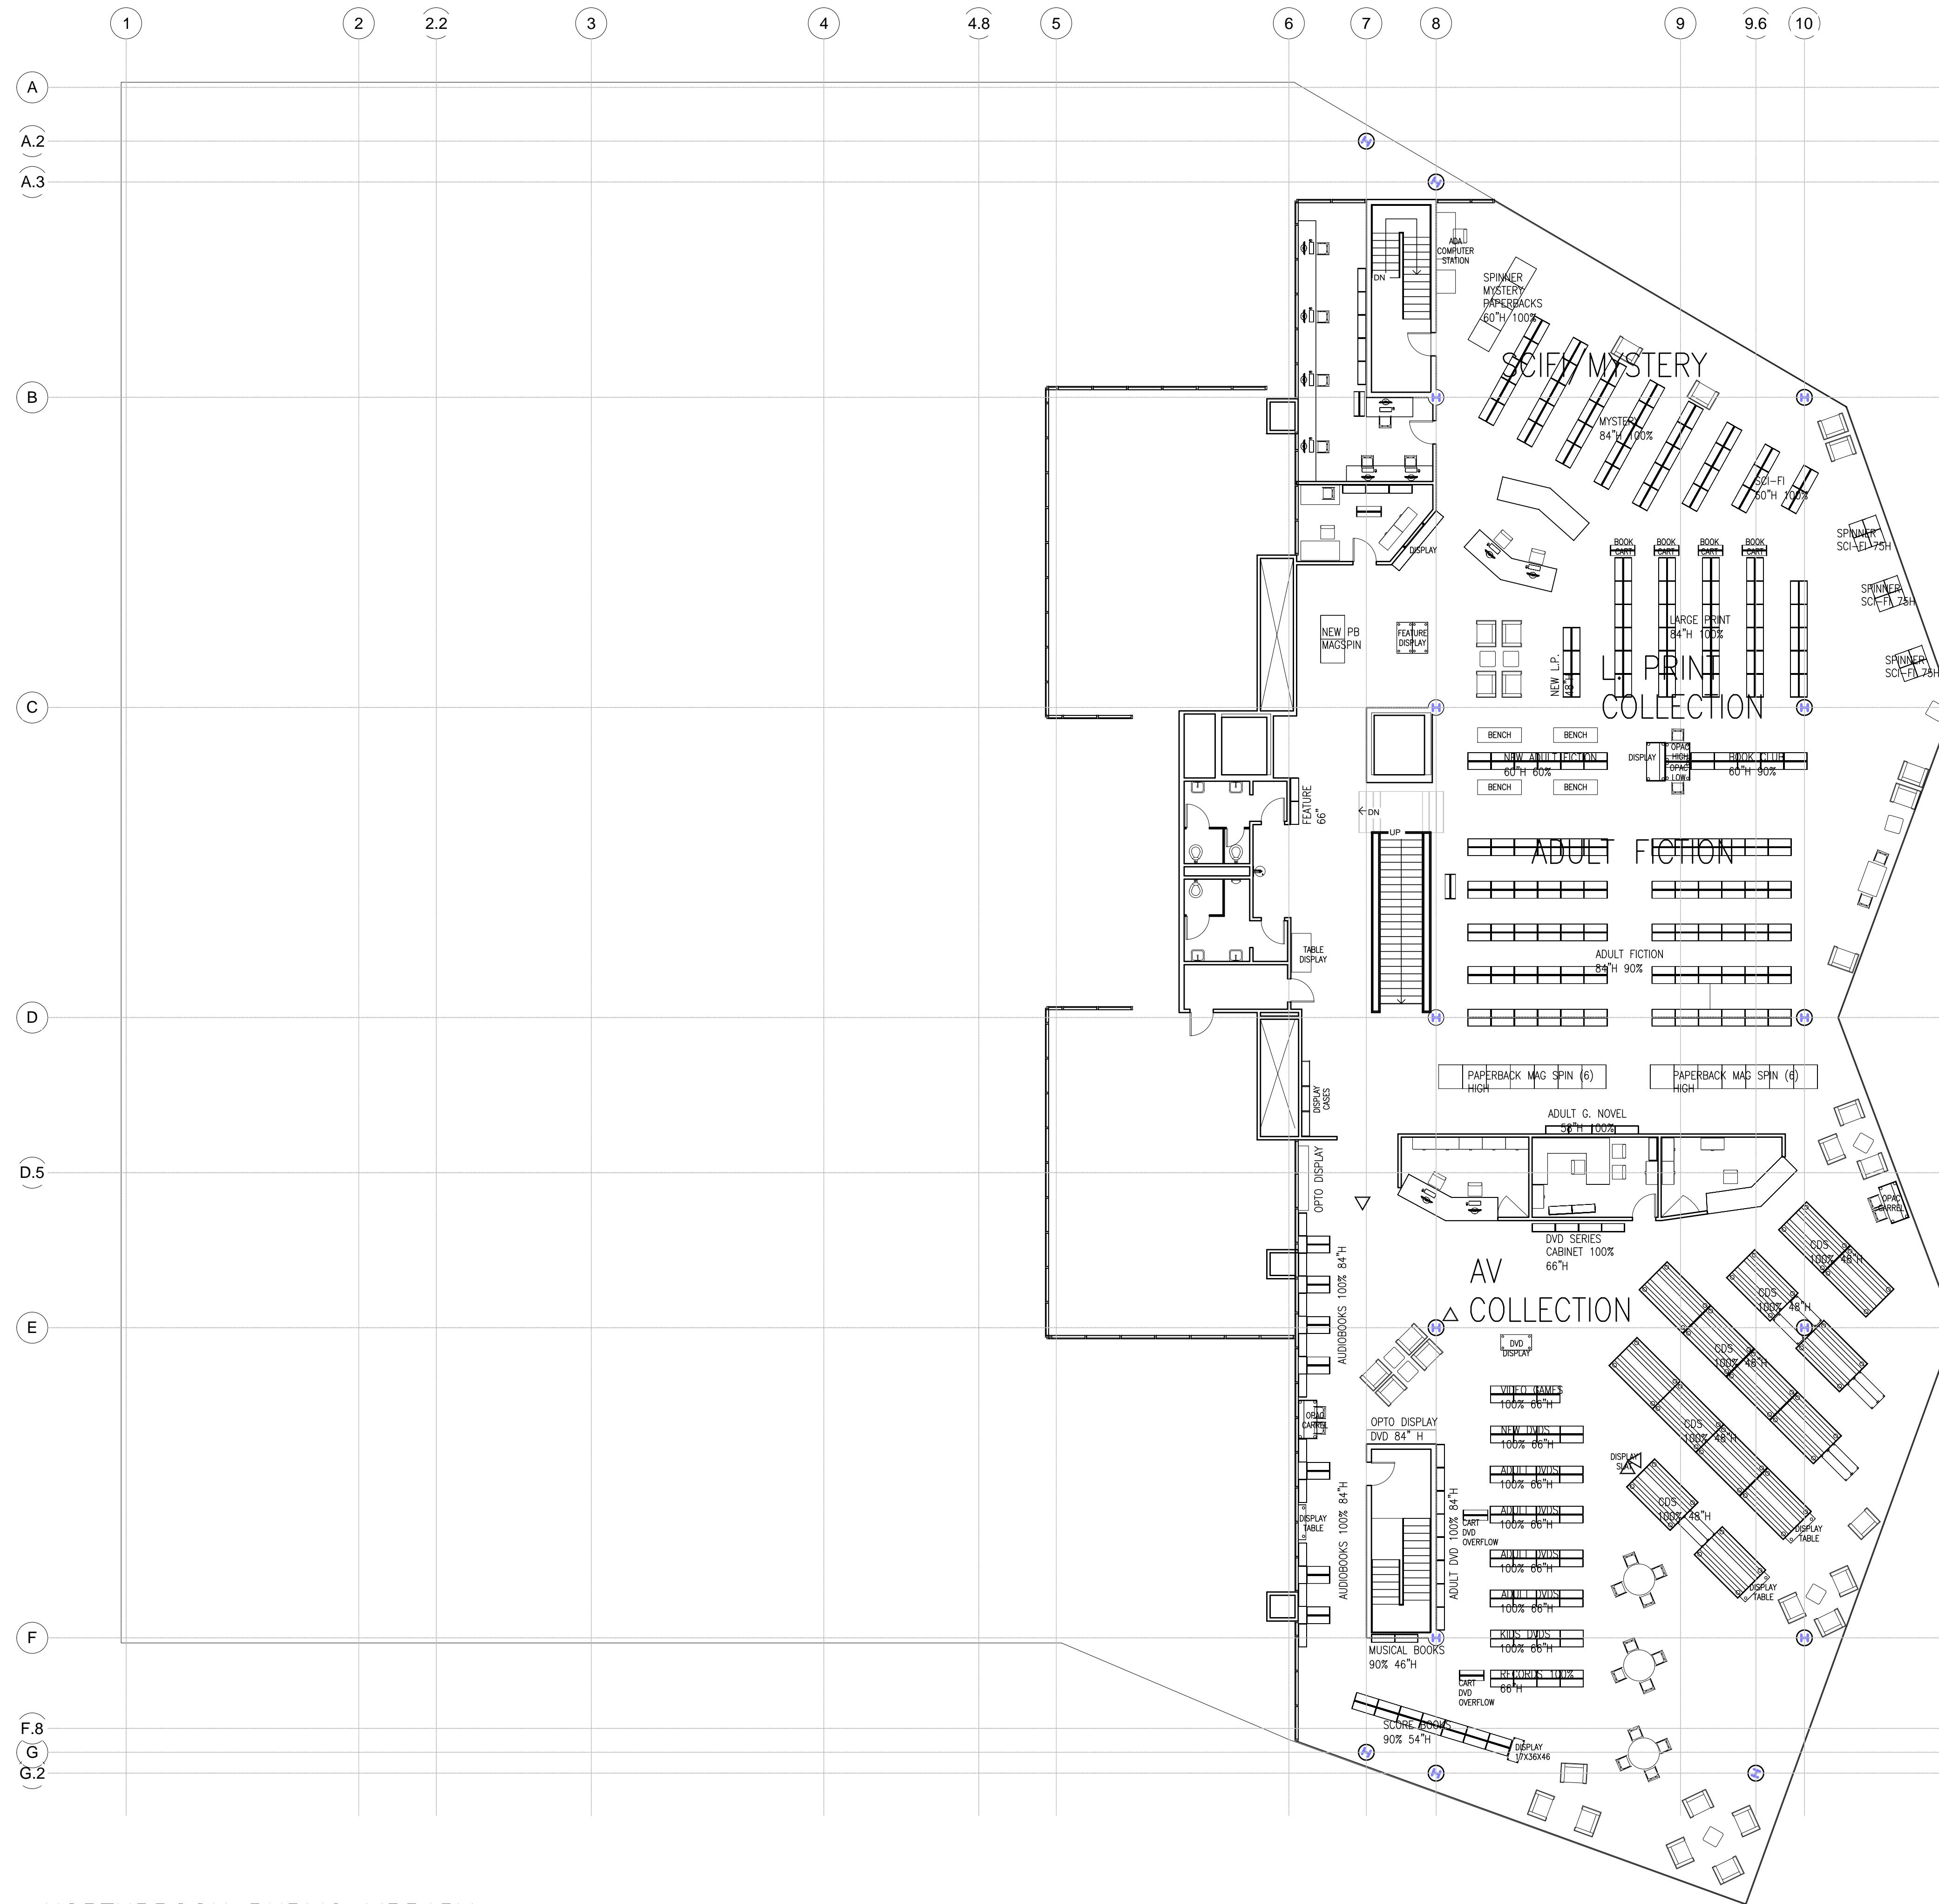 1
2
2.2
3
4
4.8
5
6
7
8
9
9.6
10
A
A.2
A.3
B
C
D
D.5
E
F
F.8
G
G.2
ADA
COMPUTER
STATION
DN
SPINNER
MYSTERY
PAPERBACKS
60"H 100%
SCIFI/MYSTERY
MYSTERY
84"H 100%
SCI-FI
60"H 100%
SPINNER
SCI-FI 75H
SPINNER
SCI-FI 75H
SPINNER
SCI-FI 75H
DISPLAY
BOOK
CART
BOOK
CART
BOOK
CART
BOOK
CART
NEW PB
MAGSPIN
FEATURE
DISPLAY
NEW L.P.
48"H
LARGE PRINT
84"H 100%
L. PRINT
COLLECTION
BENCH
BENCH
NEW ADULT FICTION
60"H 60%
BENCH
BENCH
DISPLAY
OPAC
HIGH
OPAC
LOW
BOOK CLUB
60"H 90%
FEATURE
66"
DN
UP
ADULT FICTION
ADULT FICTION
84"H 90%
TABLE
DISPLAY
DISPLAY
CASES
PAPERBACK MAG SPIN (6)
HIGH
PAPERBACK MAG SPIN (6)
HIGH
ADULT G. NOVEL
58"H 100%
OPTO DISPLAY
OPAC
CARREL
DVD SERIES
CABINET 100%
66"H
AV
COLLECTION
CDS
100% 48"H
CDS
100% 48"H
CDS
100% 48"H
CDS
100% 48"H
CDS
100% 48"H
AUDIOBOOKS 100% 84"H
DVD
DISPLAY
VIDEO GAMES
100% 66"H
OPAC
CARREL
OPTO DISPLAY
DVD 84" H
NEW DVDS
100% 66"H
ADULT DVDS
100% 66"H
ADULT DVDS
100% 66"H
ADULT DVDS
100% 66"H
ADULT DVDS
100% 66"H
KIDS DVDS
100% 66"H
RECORDS 100%
66"H
DISPLAY
CART
DVD
OVERFLOW
CART
DVD
OVERFLOW
DISPLAY
TABLE
DISPLAY
TABLE
DISPLAY
TABLE
AUDIOBOOKS 100% 84"H
ADULT DVD 100% 84"H
MUSICAL BOOKS
90% 46"H
SCORE BOOKS
90% 54"H
DISPLAY
17X36X46